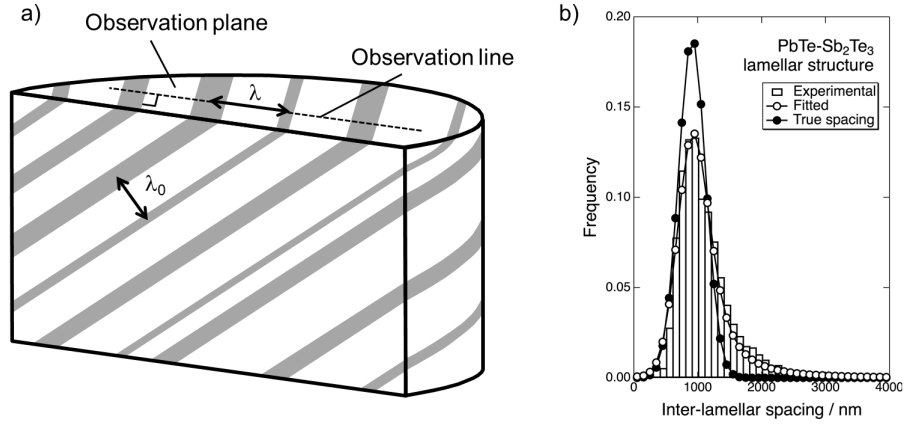 a)
Observation plane
Observation line
λ
λ₀
b)
0.20
0.15
0.10
0.05
0.00
Frequency
PbTe-Sb₂Te₃
lamellar structure
Experimental
Fitted
True spacing
0
1000
2000
3000
4000
Inter-lamellar spacing / nm